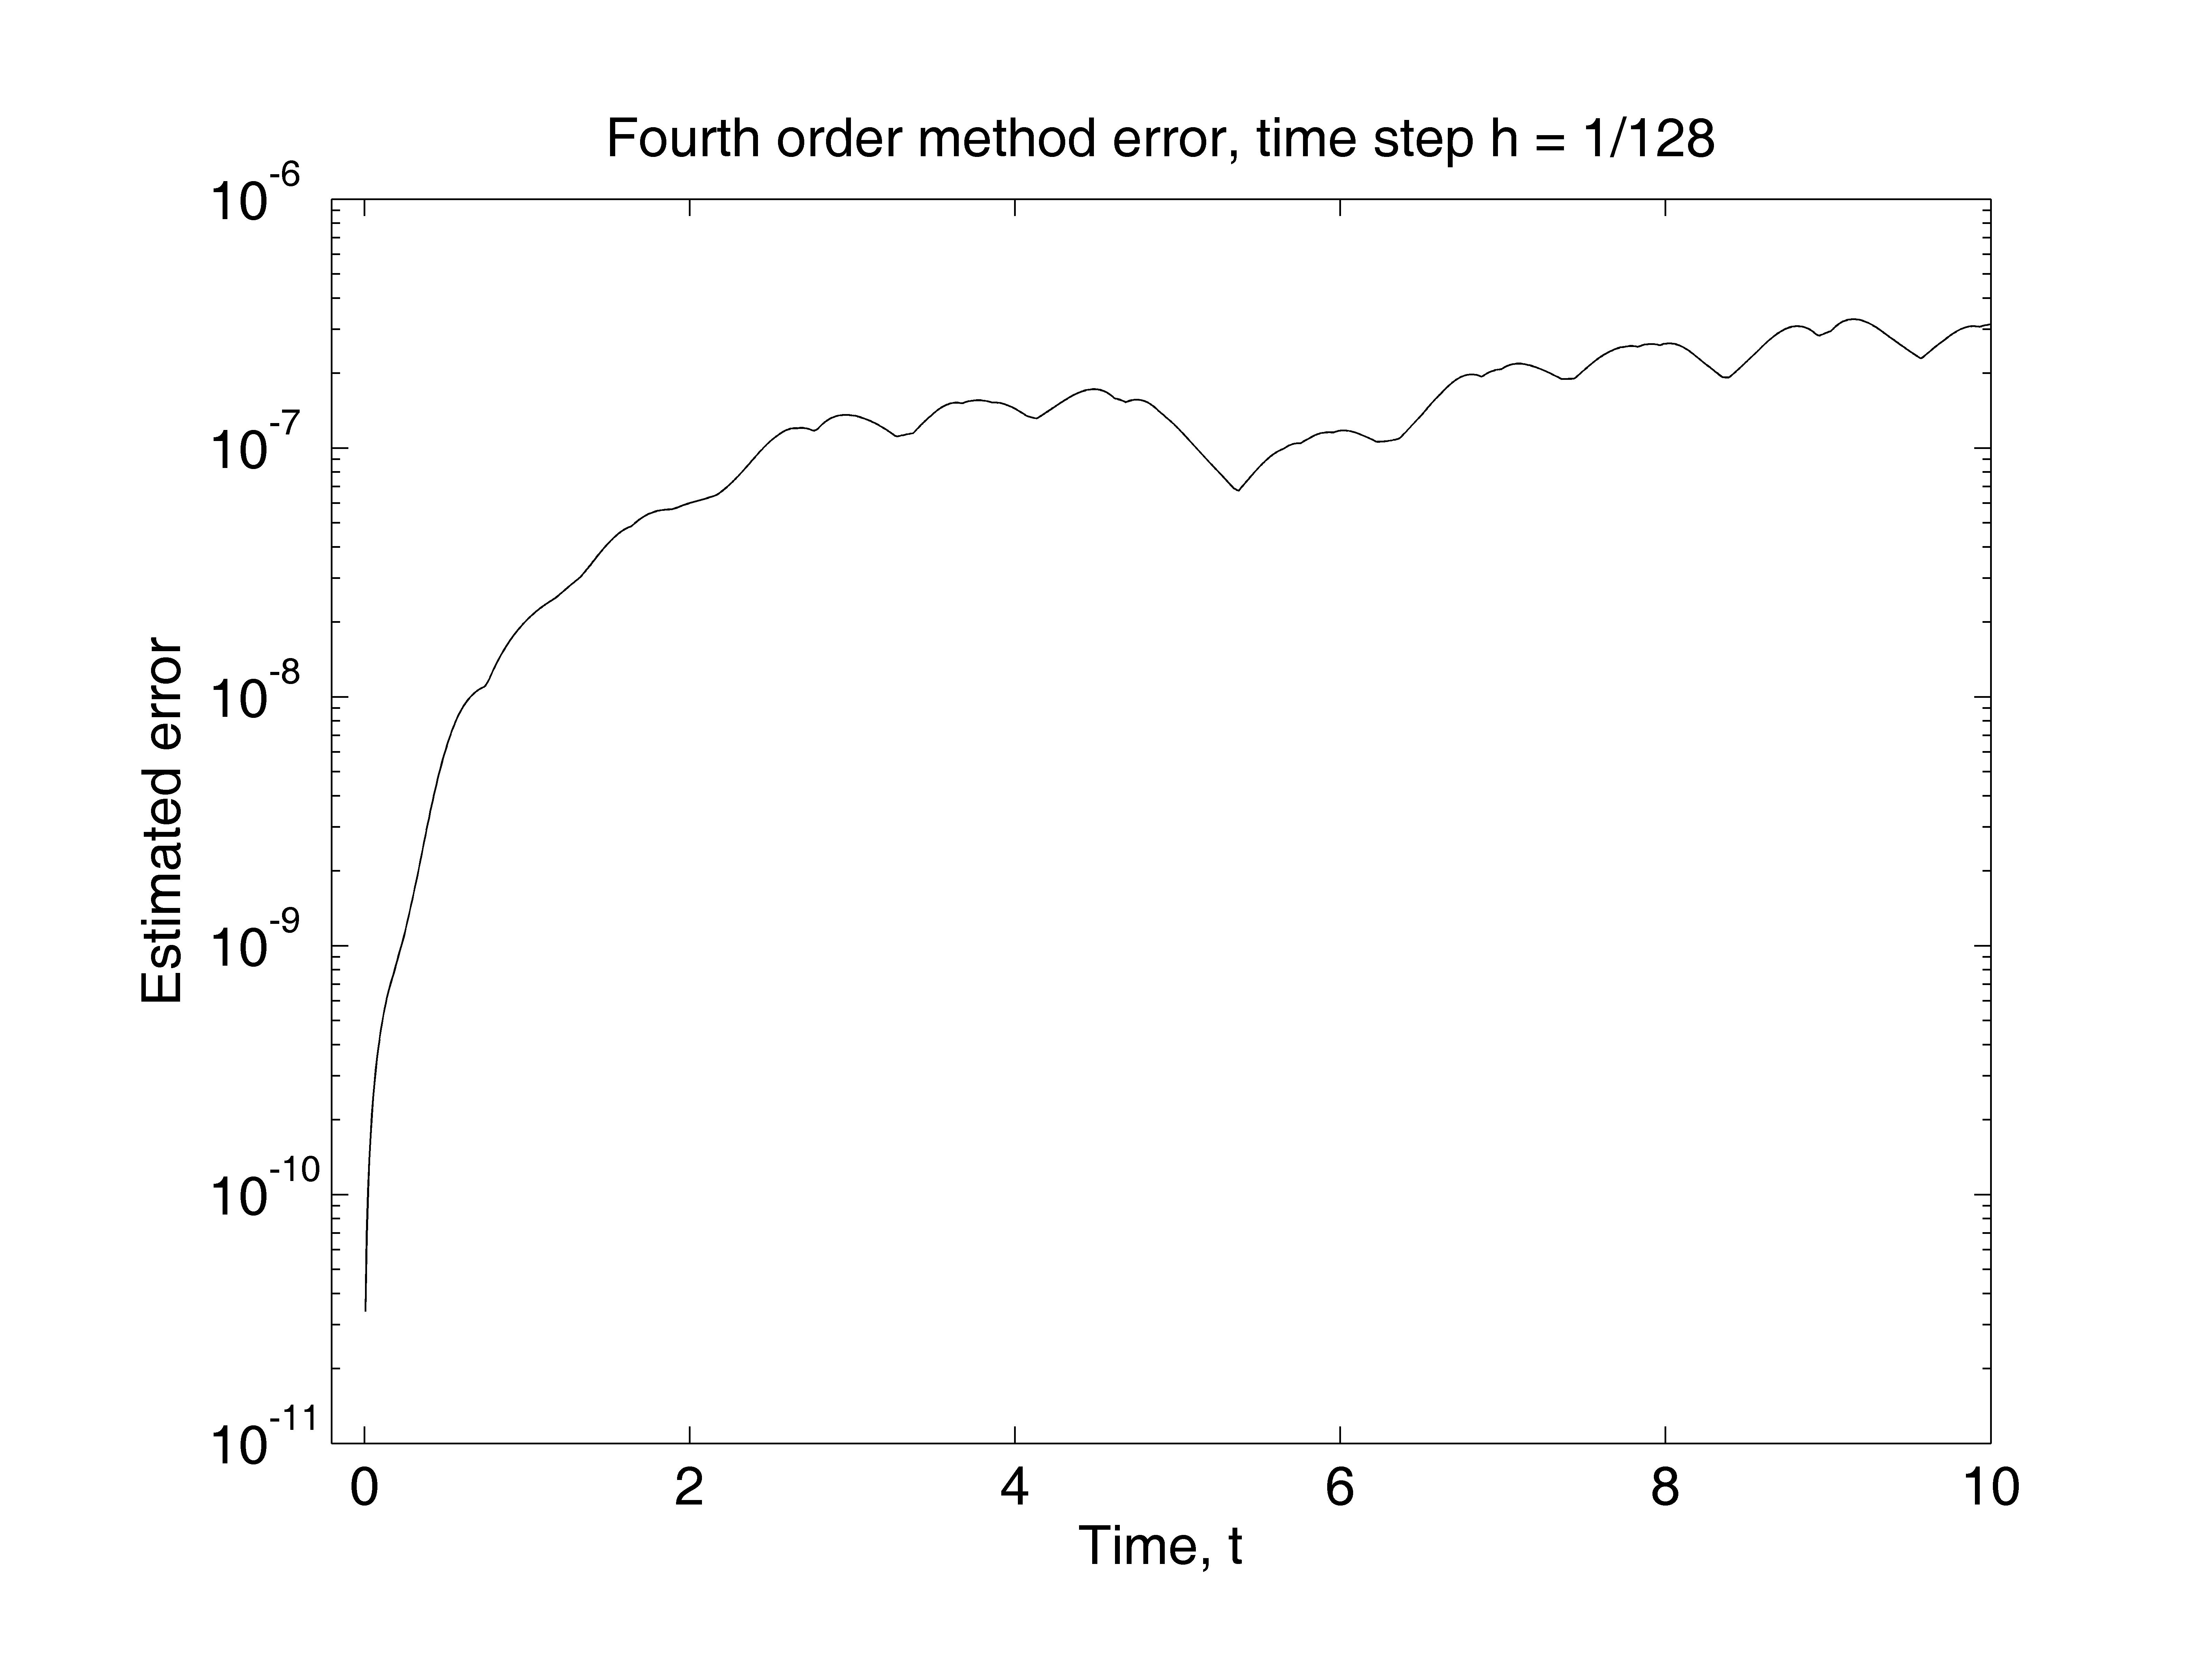 Fourth order method error, time step h = 1/128
10^-6
10^-7
10^-8
10^-9
10^-10
10^-11
Estimated error
0 2 4 6 8 10
Time, t